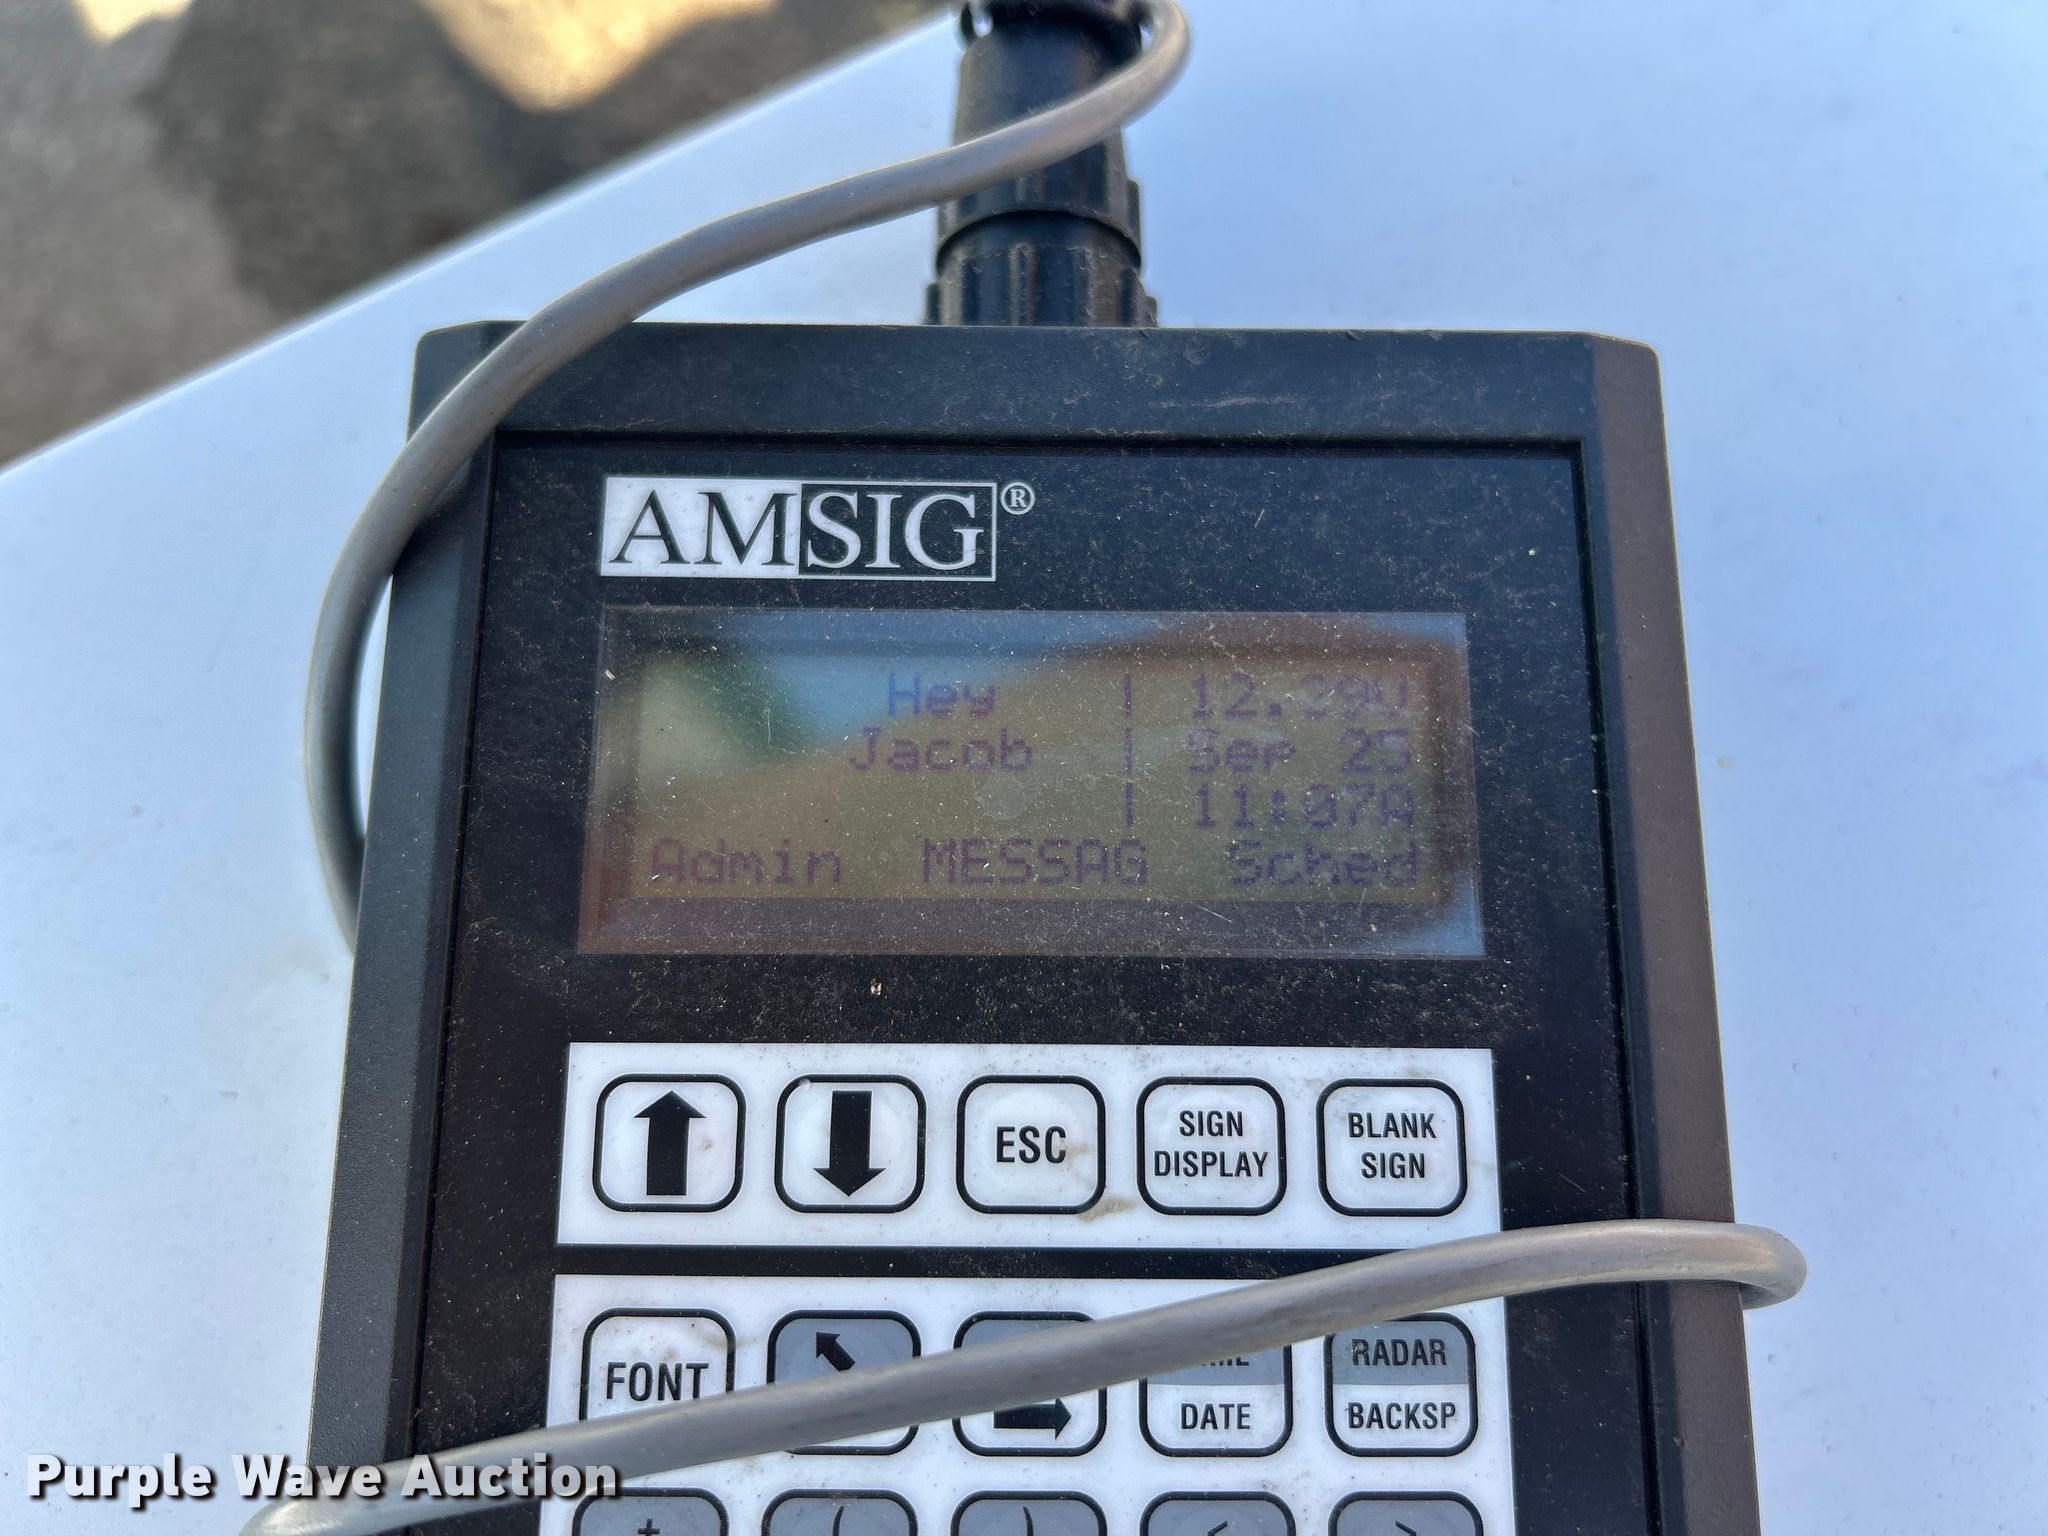 AMSIG®
Hey | 12.39V
Jacob | Sep 25
| 11:07A
Admin MESSAG Sched
ESC
SIGN DISPLAY
BLANK SIGN
FONT
DATE
RADAR
BACKSP
+ ( ) < >
Purple Wave Auction